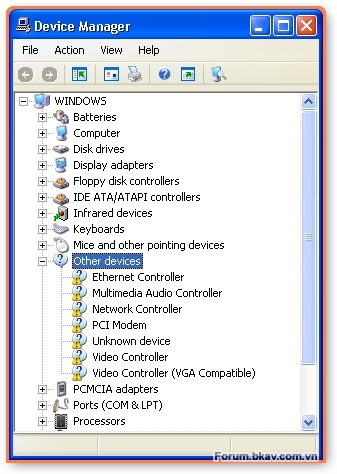 Device Manager
File Action View Help
WINDOWS
Batteries
Computer
Disk drives
Display adapters
Floppy disk controllers
IDE ATA/ATAPI controllers
Infrared devices
Keyboards
Mice and other pointing devices
Other devices
Ethernet Controller
Multimedia Audio Controller
Network Controller
PCI Modem
Unknown device
Video Controller
Video Controller (VGA Compatible)
PCMCIA adapters
Ports (COM & LPT)
Processors
Forum.bkav.com.vn